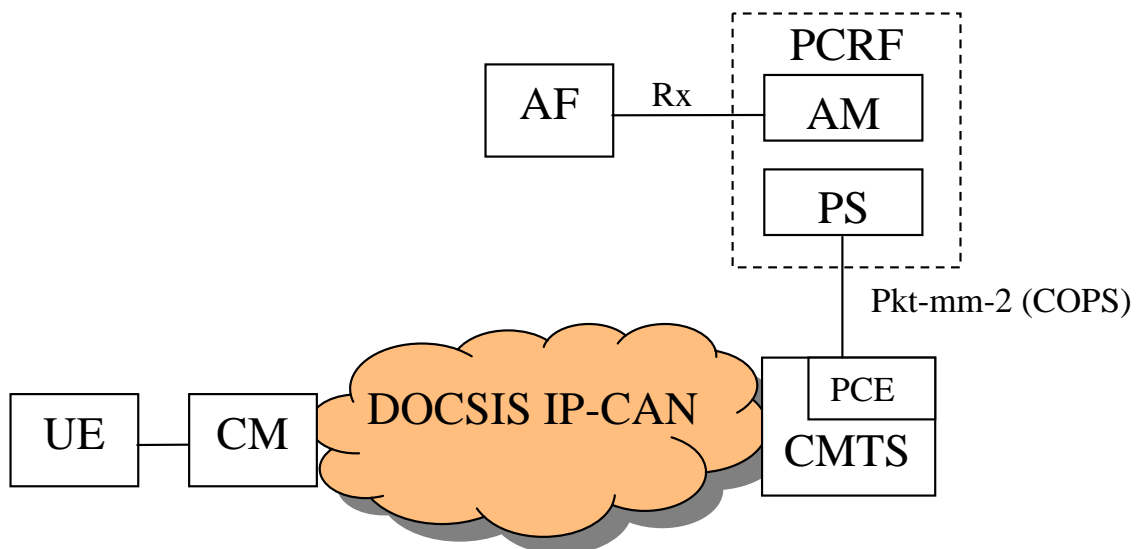 PCRF
AF
Rx
AM
PS
Pkt-mm-2 (COPS)
PCE
DOCSIS IP-CAN
UE
CM
CMTS